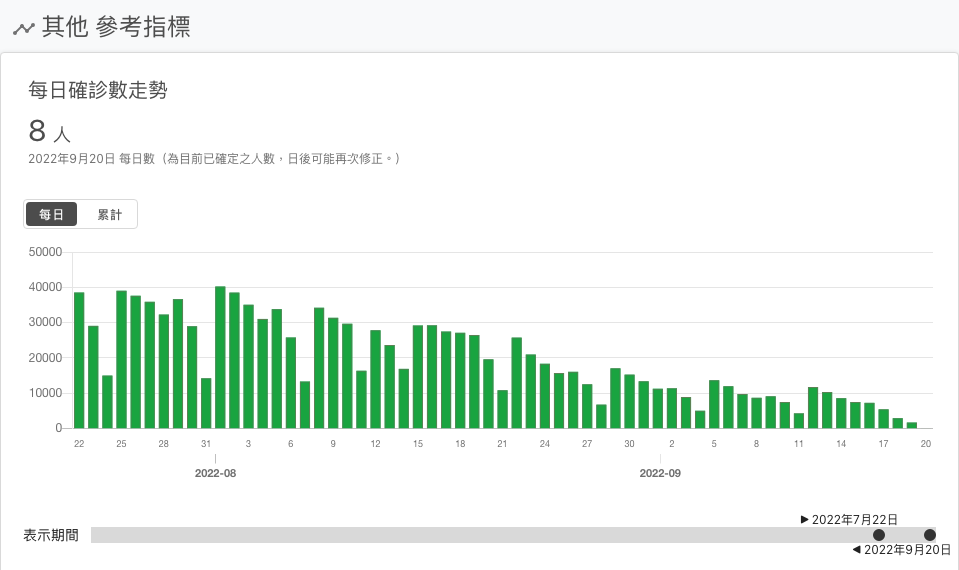 其他 參考指標
每日確診數走勢
8 人
2022年9月20日 每日數（為目前已確定之人數，日後可能再次修正。）
每日 累計
50000
40000
30000
20000
10000
0
22 25 28 31 3 6 9 12 15 18 21 24 27 30 2 5 8 11 14 17 20
2022-08 2022-09
▶ 2022年7月22日
表示期間
◀ 2022年9月20日